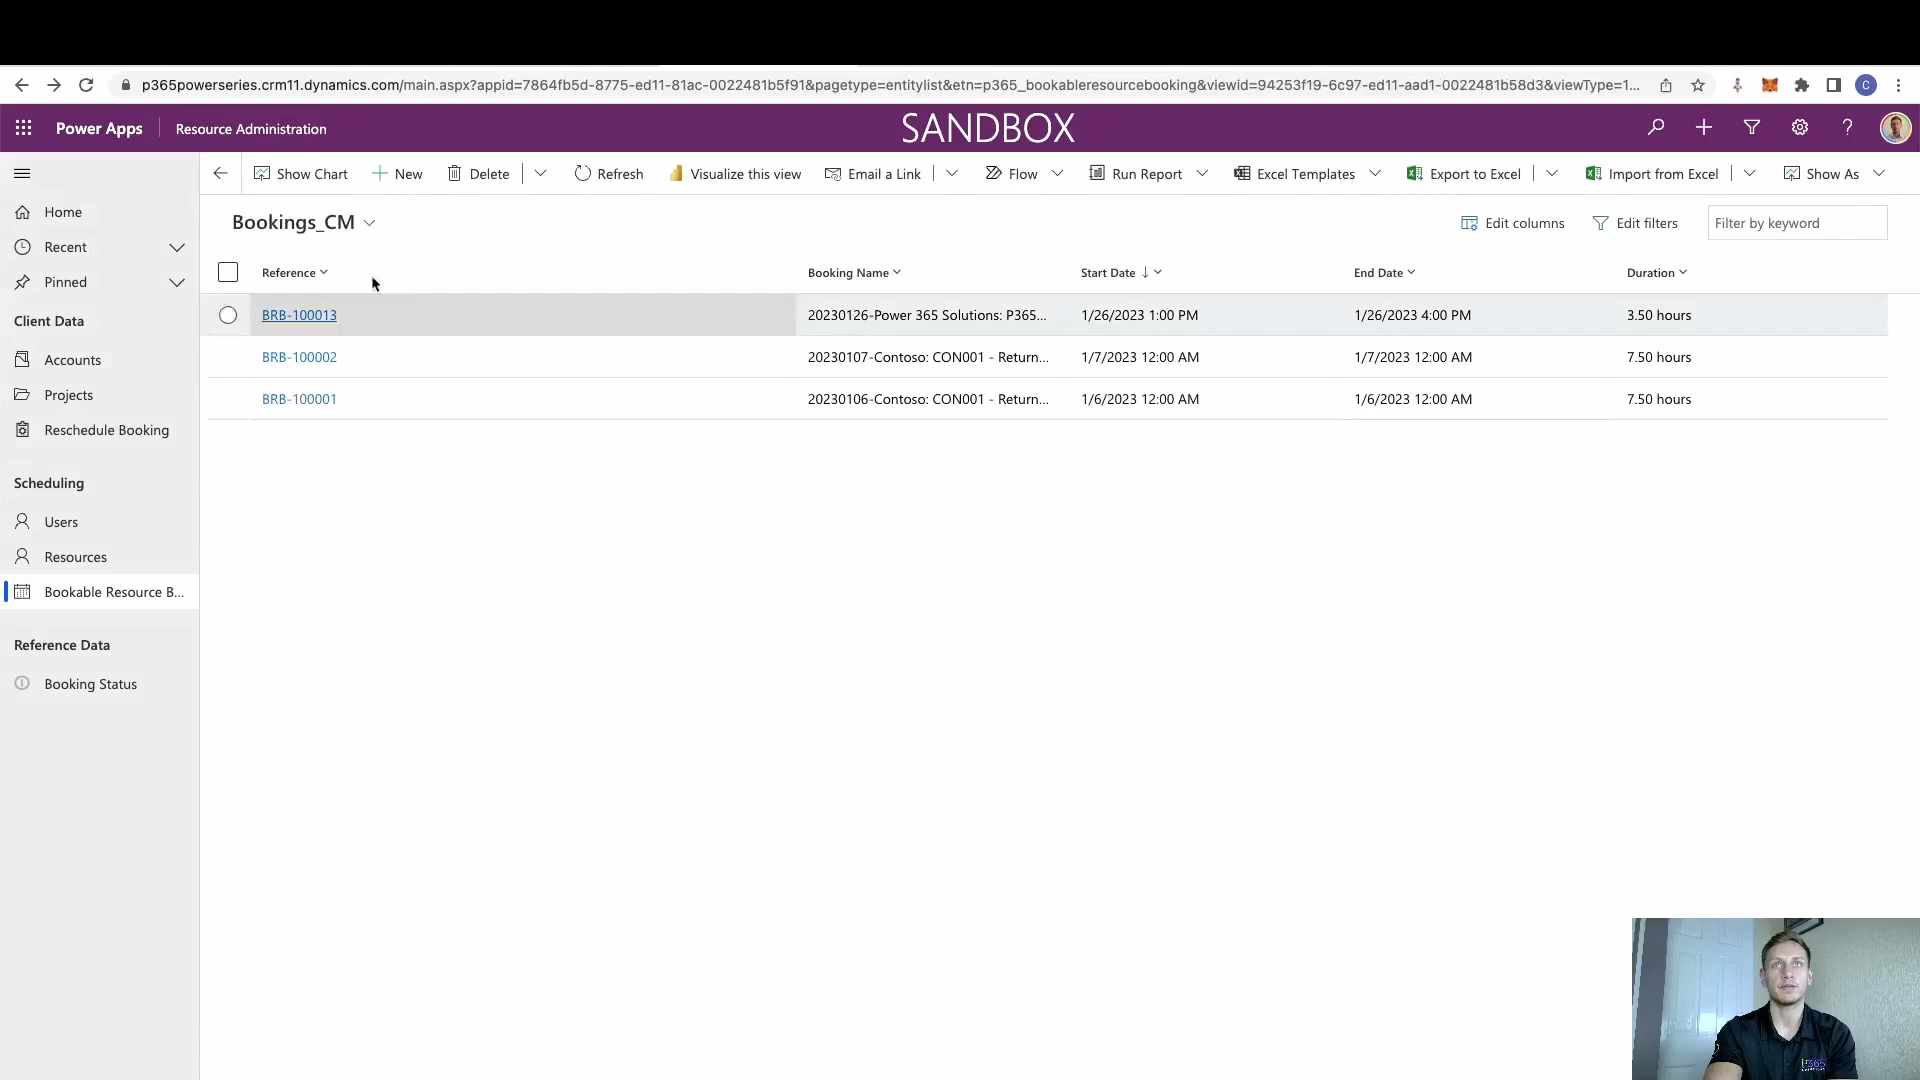 p365powerseries.crm11.dynamics.com/main.aspx?appid=7864fb5d-8775-ed11-81ac-0022481b5f91&pagetype=entitylist&etn=p365_bookableresourcebooking&viewid=94253f19-6c97-ed11-aad1-0022481b58d3&viewType=1...
C
Power Apps
Resource Administration
SANDBOX
Show Chart
New
Delete
Refresh
Visualize this view
Email a Link
Flow
Run Report
Excel Templates
Export to Excel
Import from Excel
Show As
Home
Recent
Pinned
Client Data
Accounts
Projects
Reschedule Booking
Scheduling
Users
Resources
Bookable Resource B...
Reference Data
Booking Status
Bookings_CM
Edit columns
Edit filters
Filter by keyword
Reference Booking Name Start Date End Date Duration
BRB-100013 20230126-Power 365 Solutions: P365... 1/26/2023 1:00 PM 1/26/2023 4:00 PM 3.50 hours
BRB-100002 20230107-Contoso: CON001 - Return... 1/7/2023 12:00 AM 1/7/2023 12:00 AM 7.50 hours
BRB-100001 20230106-Contoso: CON001 - Return... 1/6/2023 12:00 AM 1/6/2023 12:00 AM 7.50 hours